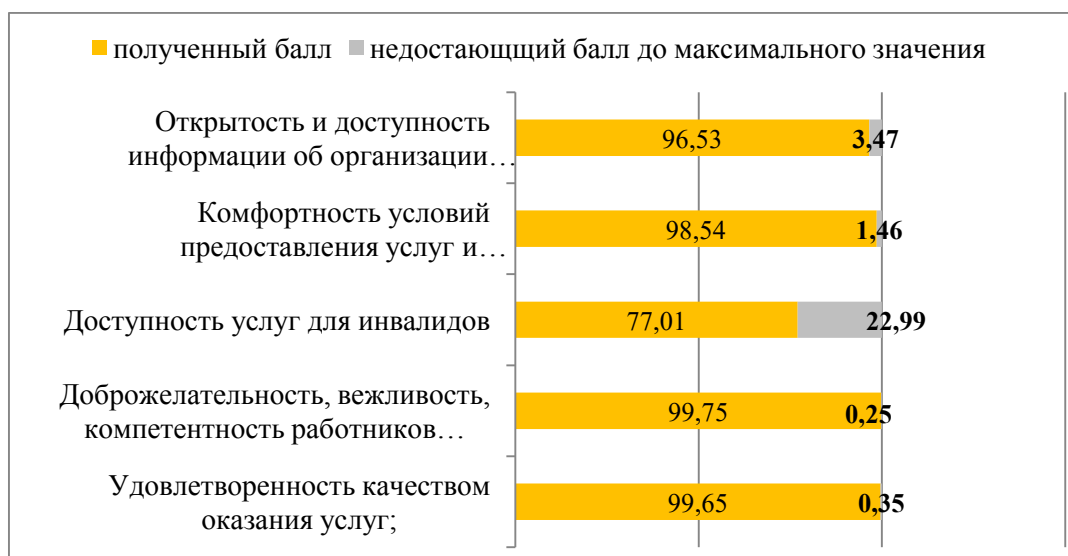 полученный балл недостающщий балл до максимального значения
Открытость и доступность
информации об организации…
96,53 3,47
Комфортность условий
предоставления услуг и…
98,54 1,46
Доступность услуг для инвалидов
77,01 22,99
Доброжелательность, вежливость,
компетентность работников…
99,75 0,25
Удовлетворенность качеством
оказания услуг;
99,65 0,35